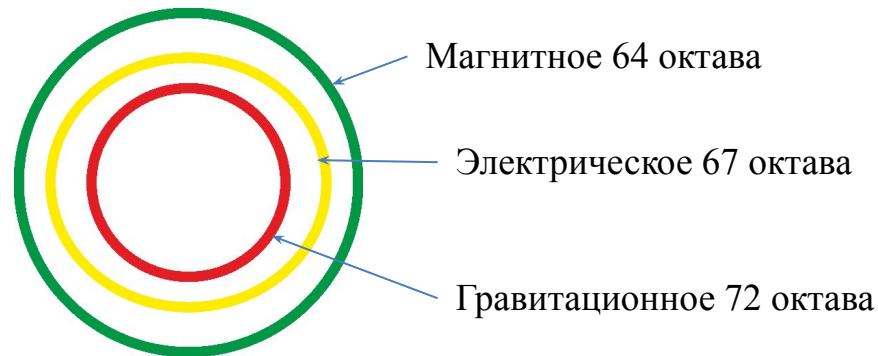 Магнитное 64 октава
Электрическое 67 октава
Гравитационное 72 октава